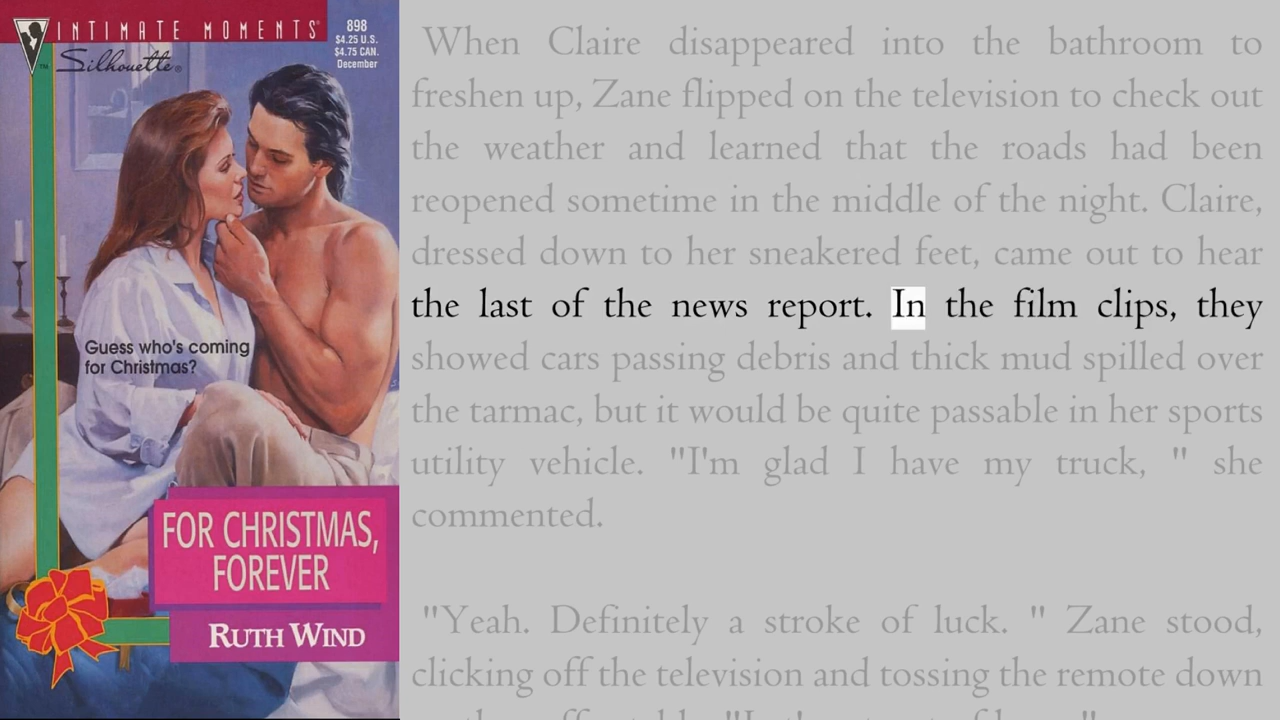 INTIMATE MOMENTS®
Silhouette®
TM
898
$4.25 U.S.
$4.75 CAN.
December
Guess who's coming
for Christmas?
FOR CHRISTMAS,
FOREVER
RUTH WIND
When Claire disappeared into the bathroom to
freshen up, Zane flipped on the television to check out
the weather and learned that the roads had been
reopened sometime in the middle of the night. Claire,
dressed down to her sneakered feet, came out to hear
the last of the news report. In the film clips, they
showed cars passing debris and thick mud spilled over
the tarmac, but it would be quite passable in her sports
utility vehicle. "I'm glad I have my truck, " she
commented.
"Yeah. Definitely a stroke of luck. " Zane stood,
clicking off the television and tossing the remote down